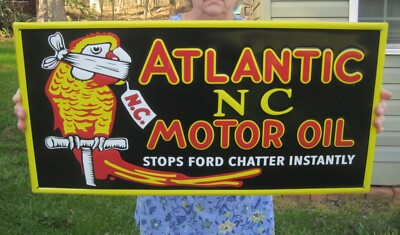 ATLANTIC
N.C.
NC
MOTOR OIL
STOPS FORD CHATTER INSTANTLY